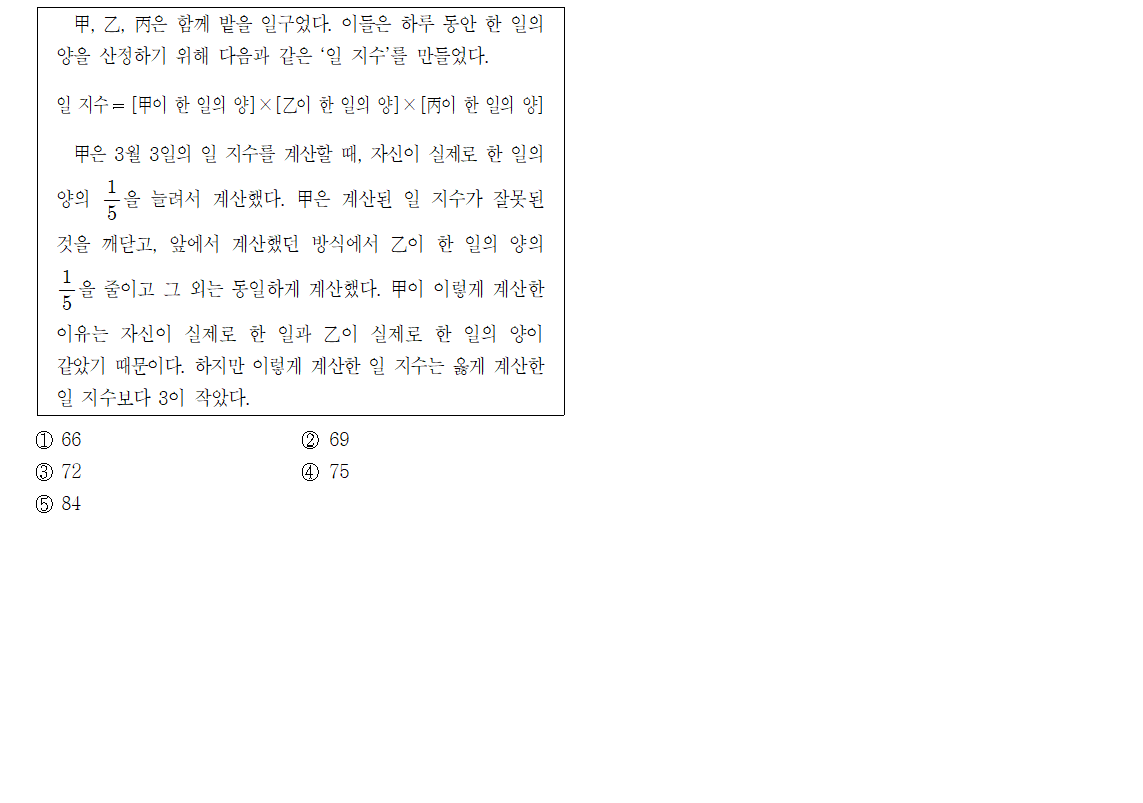 甲, 乙, 丙은 함께 밭을 일구었다. 이들은 하루 동안 한 일의
양을 산정하기 위해 다음과 같은 ‘일 지수’를 만들었다.
일 지수 = [甲이 한 일의 양]×[乙이 한 일의 양]×[丙이 한 일의 양]
甲은 3월 3일의 일 지수를 계산할 때, 자신이 실제로 한 일의
양의 1/5을 늘려서 계산했다. 甲은 계산된 일 지수가 잘못된
것을 깨닫고, 앞에서 계산했던 방식에서 乙이 한 일의 양의
1/5을 줄이고 그 외는 동일하게 계산했다. 甲이 이렇게 계산한
이유는 자신이 실제로 한 일과 乙이 실제로 한 일의 양이
같았기 때문이다. 하지만 이렇게 계산한 일 지수는 옳게 계산한
일 지수보다 3이 작았다.
① 66 ② 69
③ 72 ④ 75
⑤ 84